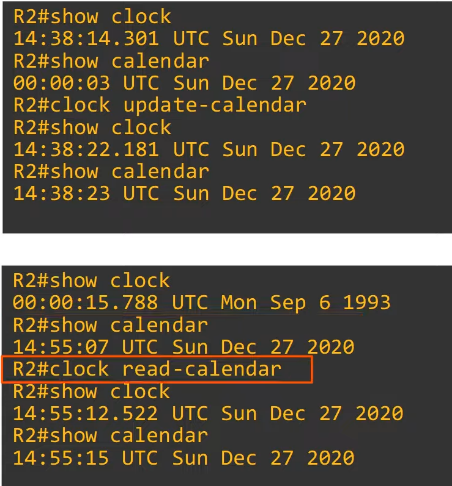 R2#show clock
14:38:14.301 UTC Sun Dec 27 2020
R2#show calendar
00:00:03 UTC Sun Dec 27 2020
R2#clock update-calendar
R2#show clock
14:38:22.181 UTC Sun Dec 27 2020
R2#show calendar
14:38:23 UTC Sun Dec 27 2020
R2#show clock
00:00:15.788 UTC Mon Sep 6 1993
R2#show calendar
14:55:07 UTC Sun Dec 27 2020
R2#clock read-calendar
R2#show clock
14:55:12.522 UTC Sun Dec 27 2020
R2#show calendar
14:55:15 UTC Sun Dec 27 2020